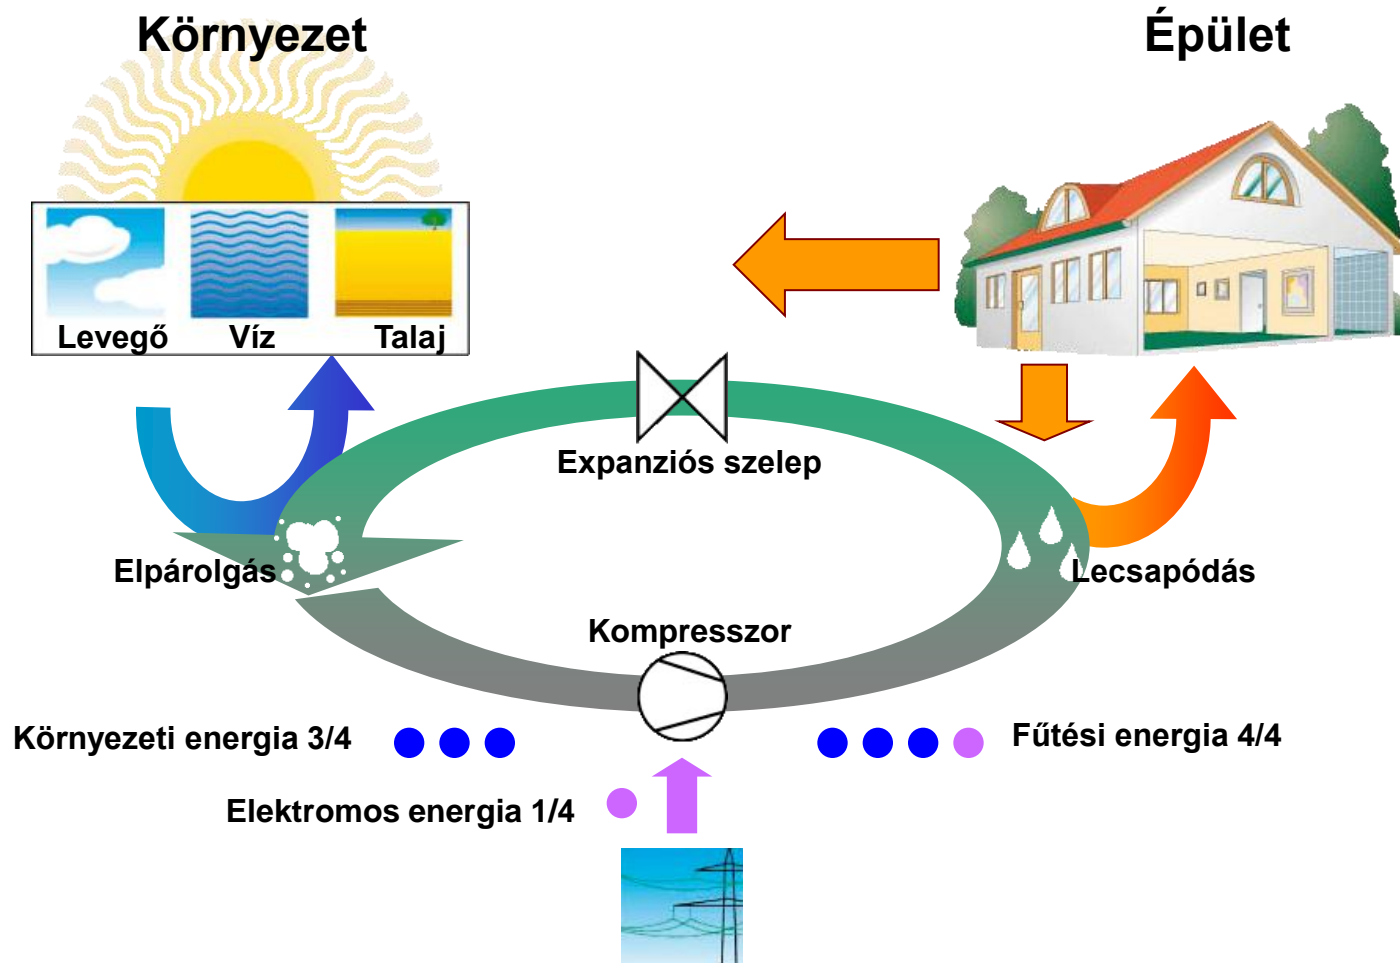 Környezet
Épület
Levegő
Víz
Talaj
Expanziós szelep
Elpárolgás
Lecsapódás
Kompresszor
Környezeti energia 3/4
Fűtési energia 4/4
Elektromos energia 1/4